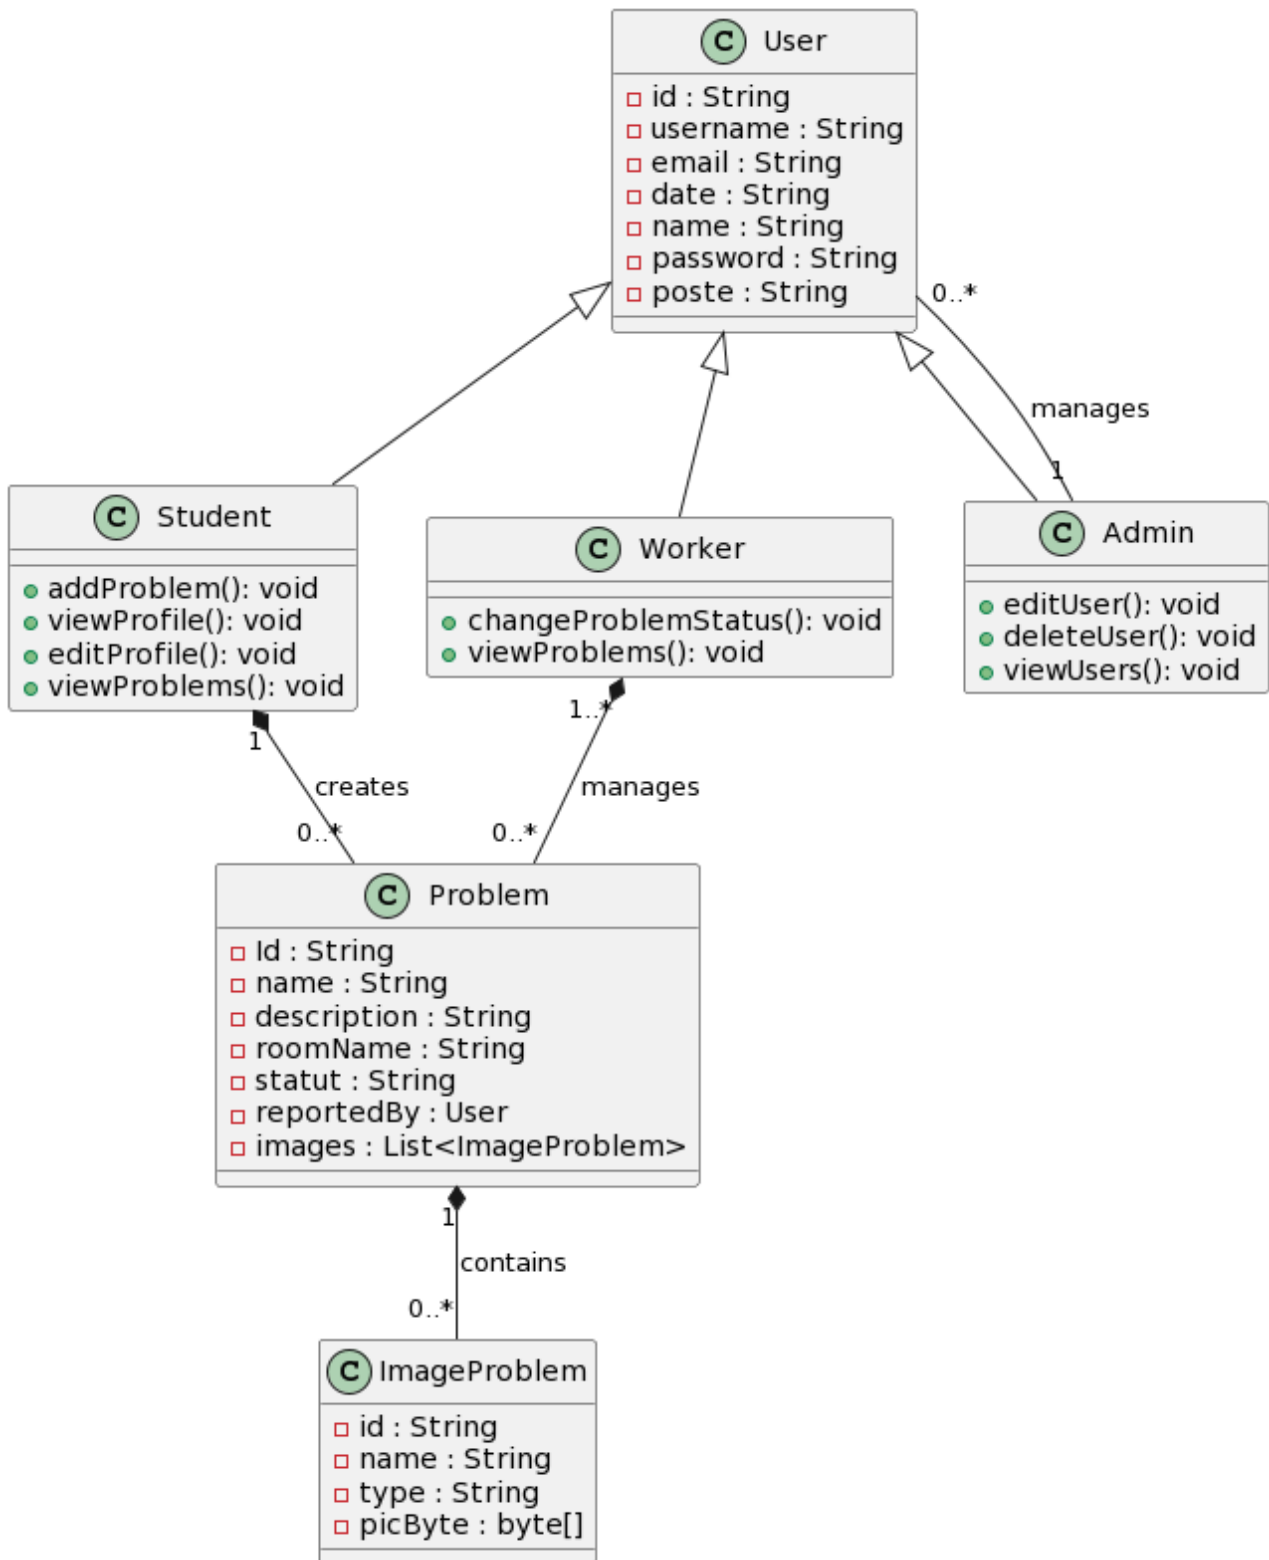 C User
id : String
username : String
email : String
date : String
name : String
password : String
poste : String
0..*
manages
1
C Student
addProblem(): void
viewProfile(): void
editProfile(): void
viewProblems(): void
C Worker
changeProblemStatus(): void
viewProblems(): void
C Admin
editUser(): void
deleteUser(): void
viewUsers(): void
1
creates
0..*
1..*
manages
0..*
C Problem
Id : String
name : String
description : String
roomName : String
statut : String
reportedBy : User
images : List<ImageProblem>
1
contains
0..*
C ImageProblem
id : String
name : String
type : String
picByte : byte[]